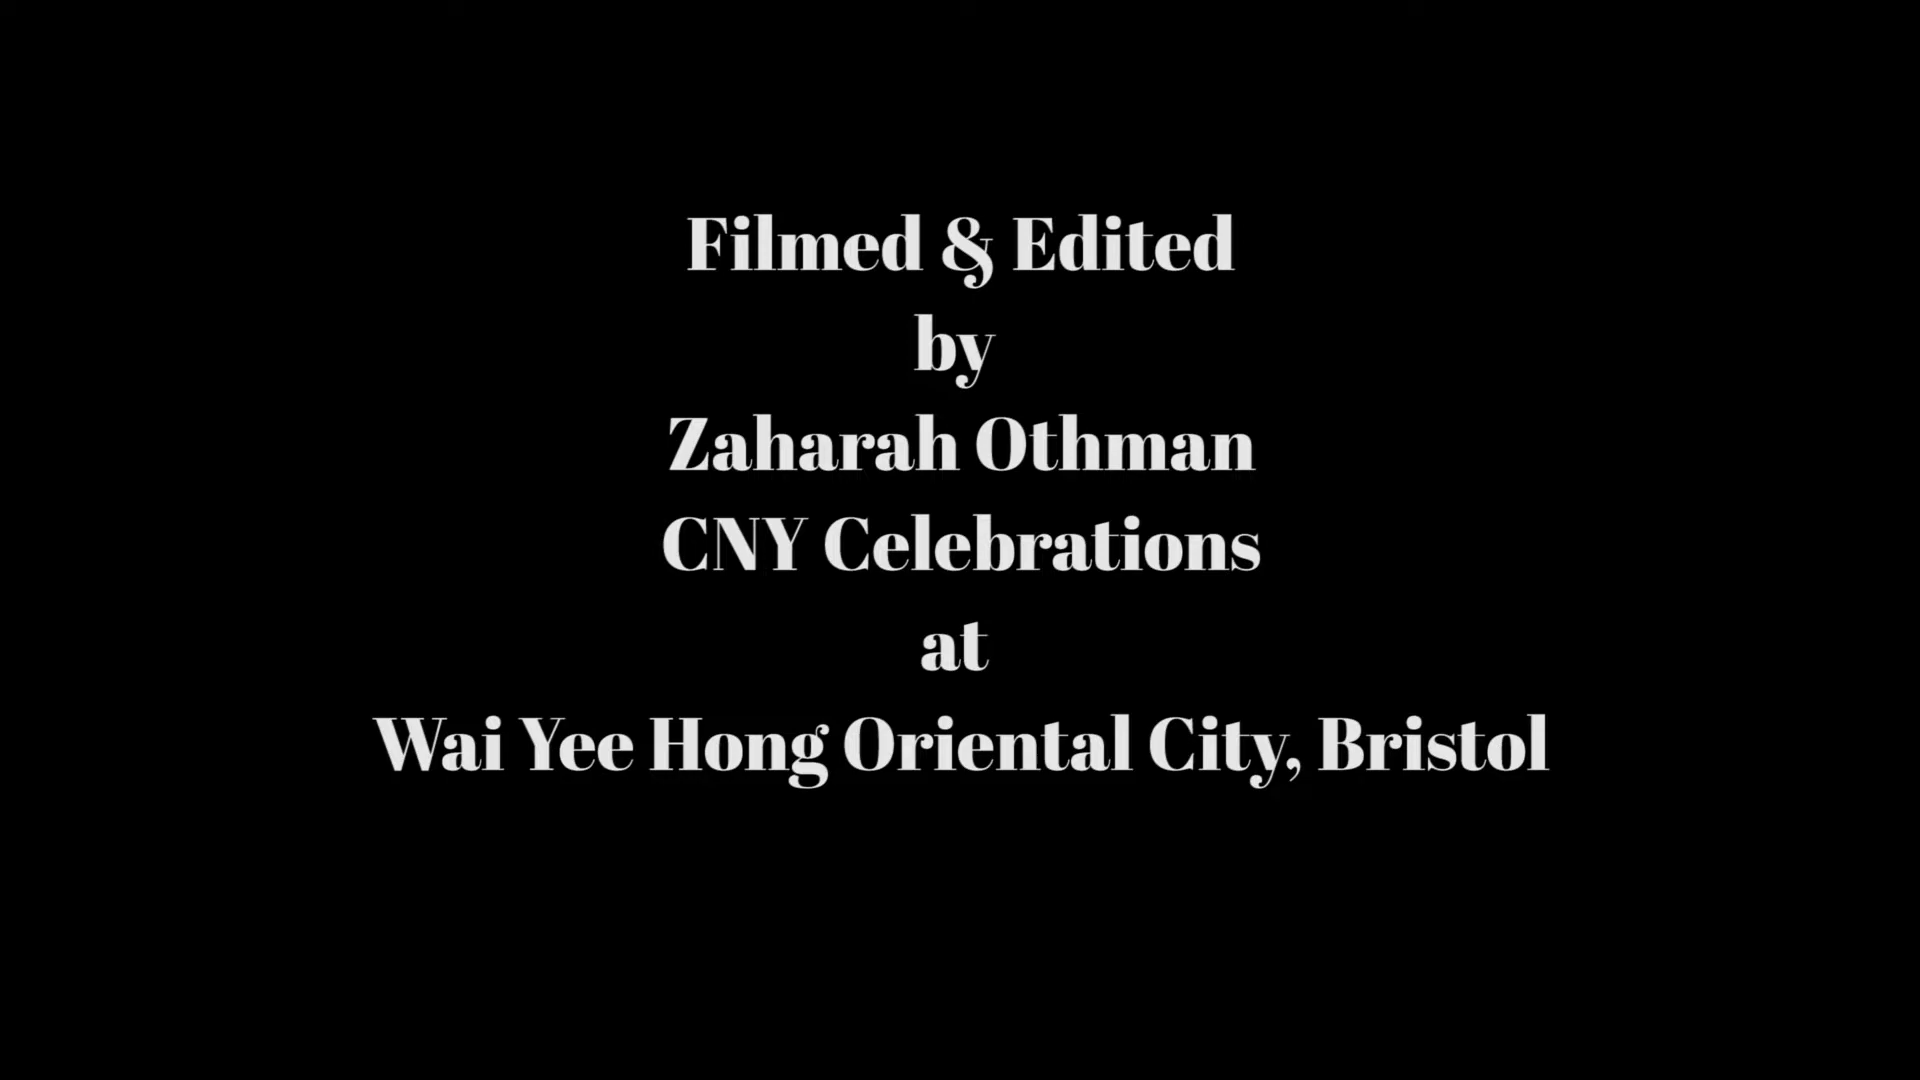 Filmed & Edited
by
Zaharah Othman
CNY Celebrations
at
Wai Yee Hong Oriental City, Bristol